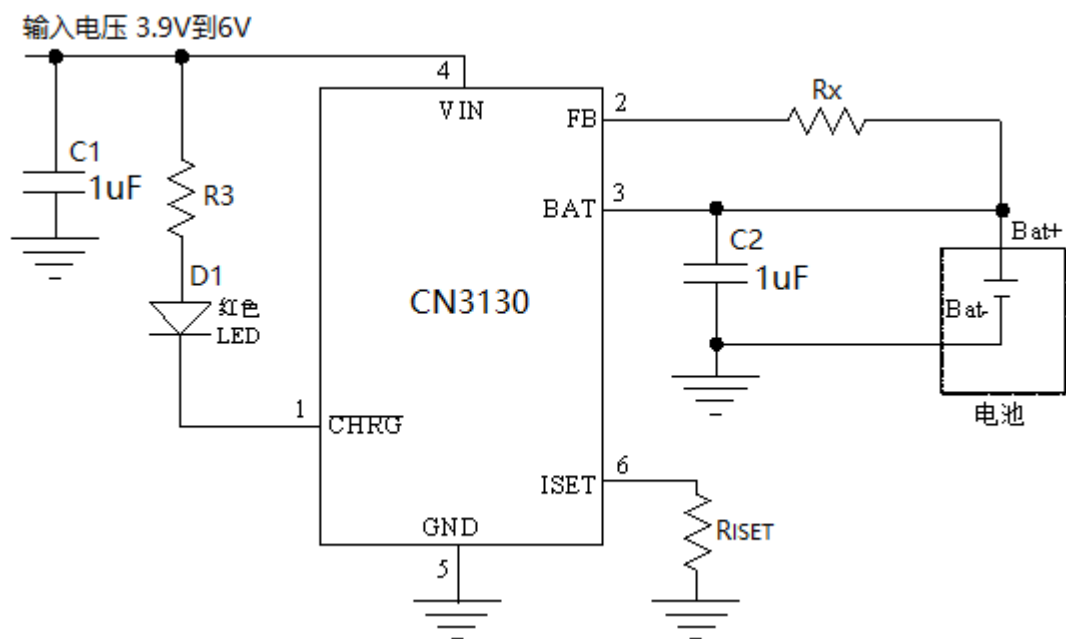 输入电压 3.9V到6V
4
VIN
2
FB
Rx
C1
1uF
R3
3
BAT
C2
1uF
Bat+
Bat-
电池
D1
红色
LED
CN3130
1
CHRG
6
ISET
RISET
GND
5